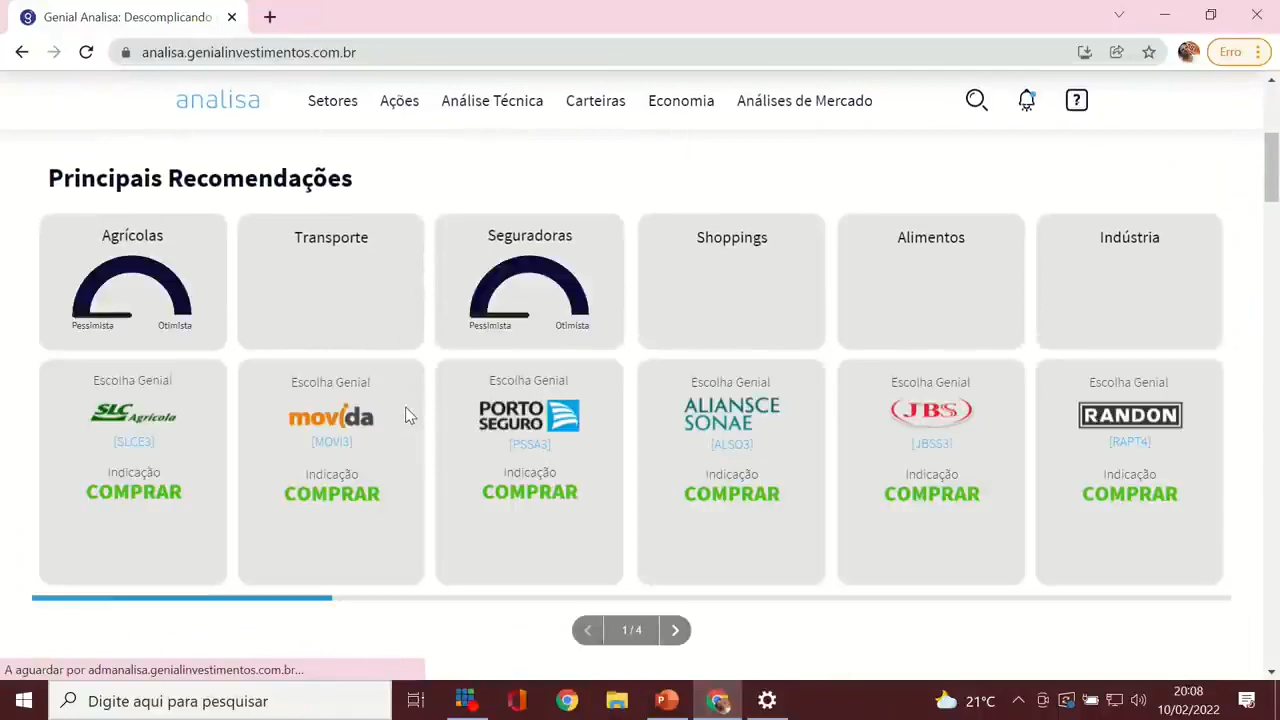 Genial Analisa: Descomplicando
analisa.genialinvestimentos.com.br
Erro
analisa
Setores
Ações
Análise Técnica
Carteiras
Economia
Análises de Mercado
?
Principais Recomendações
Agrícolas
Pessimista
Otimista
Transporte
Seguradoras
Pessimista
Otimista
Shoppings
Alimentos
Indústria
Escolha Genial
SLC Agrícola
[SLCE3]
Indicação
COMPRAR
Escolha Genial
movida
[MOVI3]
Indicação
COMPRAR
Escolha Genial
PORTO
SEGURO
[PSSA3]
Indicação
COMPRAR
Escolha Genial
ALIANSCE
SONAE
[ALSO3]
Indicação
COMPRAR
Escolha Genial
JBS
[JBSS3]
Indicação
COMPRAR
Escolha Genial
RANDON
[RAPT4]
Indicação
COMPRAR
1 / 4
A aguardar por admanalisa.genialinvestimentos.com.br...
Digite aqui para pesquisar
21°C
20:08
10/02/2022